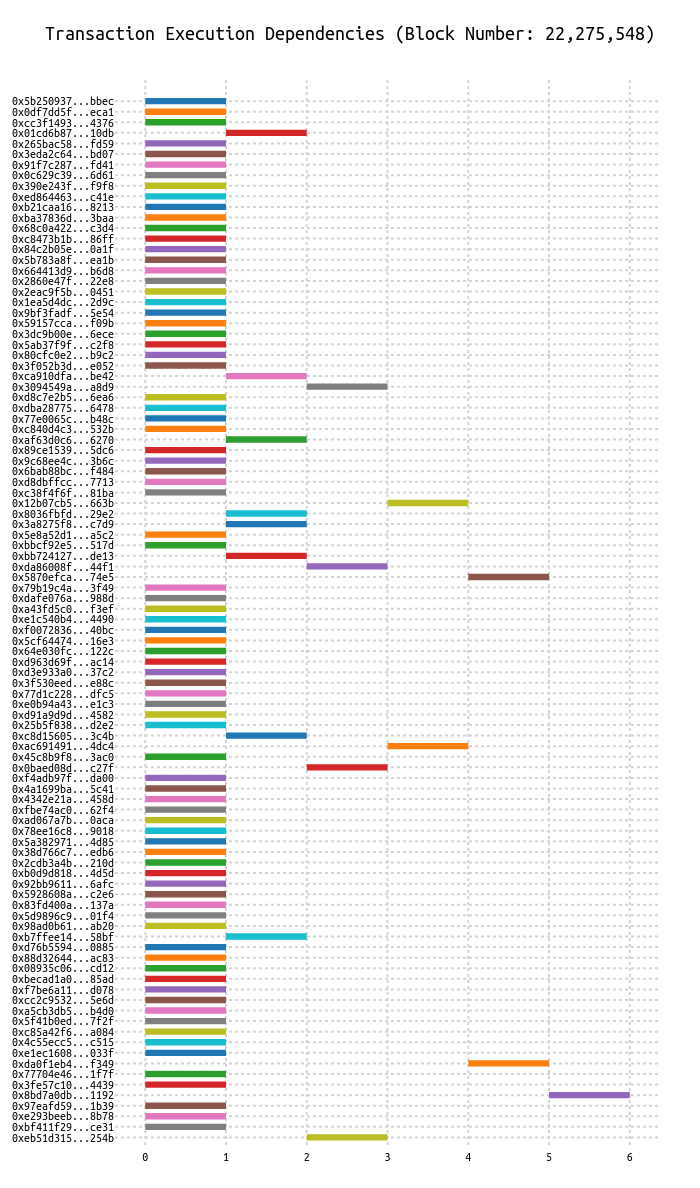 Transaction Execution Dependencies (Block Number: 22,275,548)
0x5b250937...bbec
0x0df7dd5f...eca1
0xcc3f1493...4376
0x01cd6b87...10db
0x265bac58...fd59
0x3eda2c64...bd07
0x91f7c287...fd41
0x0c629c39...6d61
0x390e243f...f9f8
0xed864463...c41e
0xb21caa16...8213
0xba37836d...3baa
0x68c0a422...c3d4
0xc8473b1b...86ff
0x84c2b05e...0a1f
0x5b783a8f...ea1b
0x664413d9...b6d8
0x2860e47f...22e8
0x2eac9f5b...0451
0x1ea5d4dc...2d9c
0x9bf3fadf...5e54
0x59157cca...f09b
0x3dc9b00e...6ece
0x5ab37f9f...c2f8
0x80cfc0e2...b9c2
0x3f052b3d...e052
0xca910dfa...be42
0x3094549a...a8d9
0xd8c7e2b5...6ea6
0xdba28775...6478
0x77e0065c...b48c
0xc840d4c3...532b
0xaf63d0c6...6270
0x89ce1539...5dc6
0x9c68ee4c...3b6c
0x6bab88bc...f484
0xd8dbffcc...7713
0xc38f4f6f...81ba
0x12b07cb5...663b
0x8036fbfd...29e2
0x3a8275f8...c7d9
0x5e8a52d1...a5c2
0xbbcf92e5...517d
0xbb724127...de13
0xda86008f...44f1
0x5870efca...74e5
0x79b19c4a...3f49
0xdafe076a...988d
0xa43fd5c0...f3ef
0xe1c540b4...4490
0xf0072836...40bc
0x5cf64474...16e3
0x64e030fc...122c
0xd963d69f...ac14
0xd3e933a0...37c2
0x3f530eed...e88c
0x77d1c228...dfc5
0xe0b94a43...e1c3
0xd91a9d9d...4582
0x25b5f838...d2e2
0xc8d15605...3c4b
0xac691491...4dc4
0x45c8b9f8...3ac0
0x0baed08d...c27f
0xf4adb97f...da00
0x4a1699ba...5c41
0x4342e21a...458d
0xfbe74ac0...62f4
0xad067a7b...0aca
0x78ee16c8...9018
0x5a382971...4d85
0x38d766c7...edb6
0x2cdb3a4b...210d
0xb0d9d818...4d5d
0x92bb9611...6afc
0x5928608a...c2e6
0x83fd400a...137a
0x5d9896c9...01f4
0x98ad0b61...ab20
0xb7ffee14...58bf
0xd76b5594...0885
0x88d32644...ac83
0x08935c06...cd12
0xbecad1a0...85ad
0xf7be6a11...d078
0xcc2c9532...5e6d
0xa5cb3db5...b4d0
0x5f41b0ed...7f2f
0xc85a42f6...a084
0x4c55ecc5...c515
0xe1ec1608...033f
0xda0f1eb4...f349
0x77704e46...1f7f
0x3fe57c10...4439
0x8bd7a0db...1192
0x97eafd59...1b39
0xe293beeb...8b78
0xbf411f29...ce31
0xeb51d315...254b
0 1 2 3 4 5 6